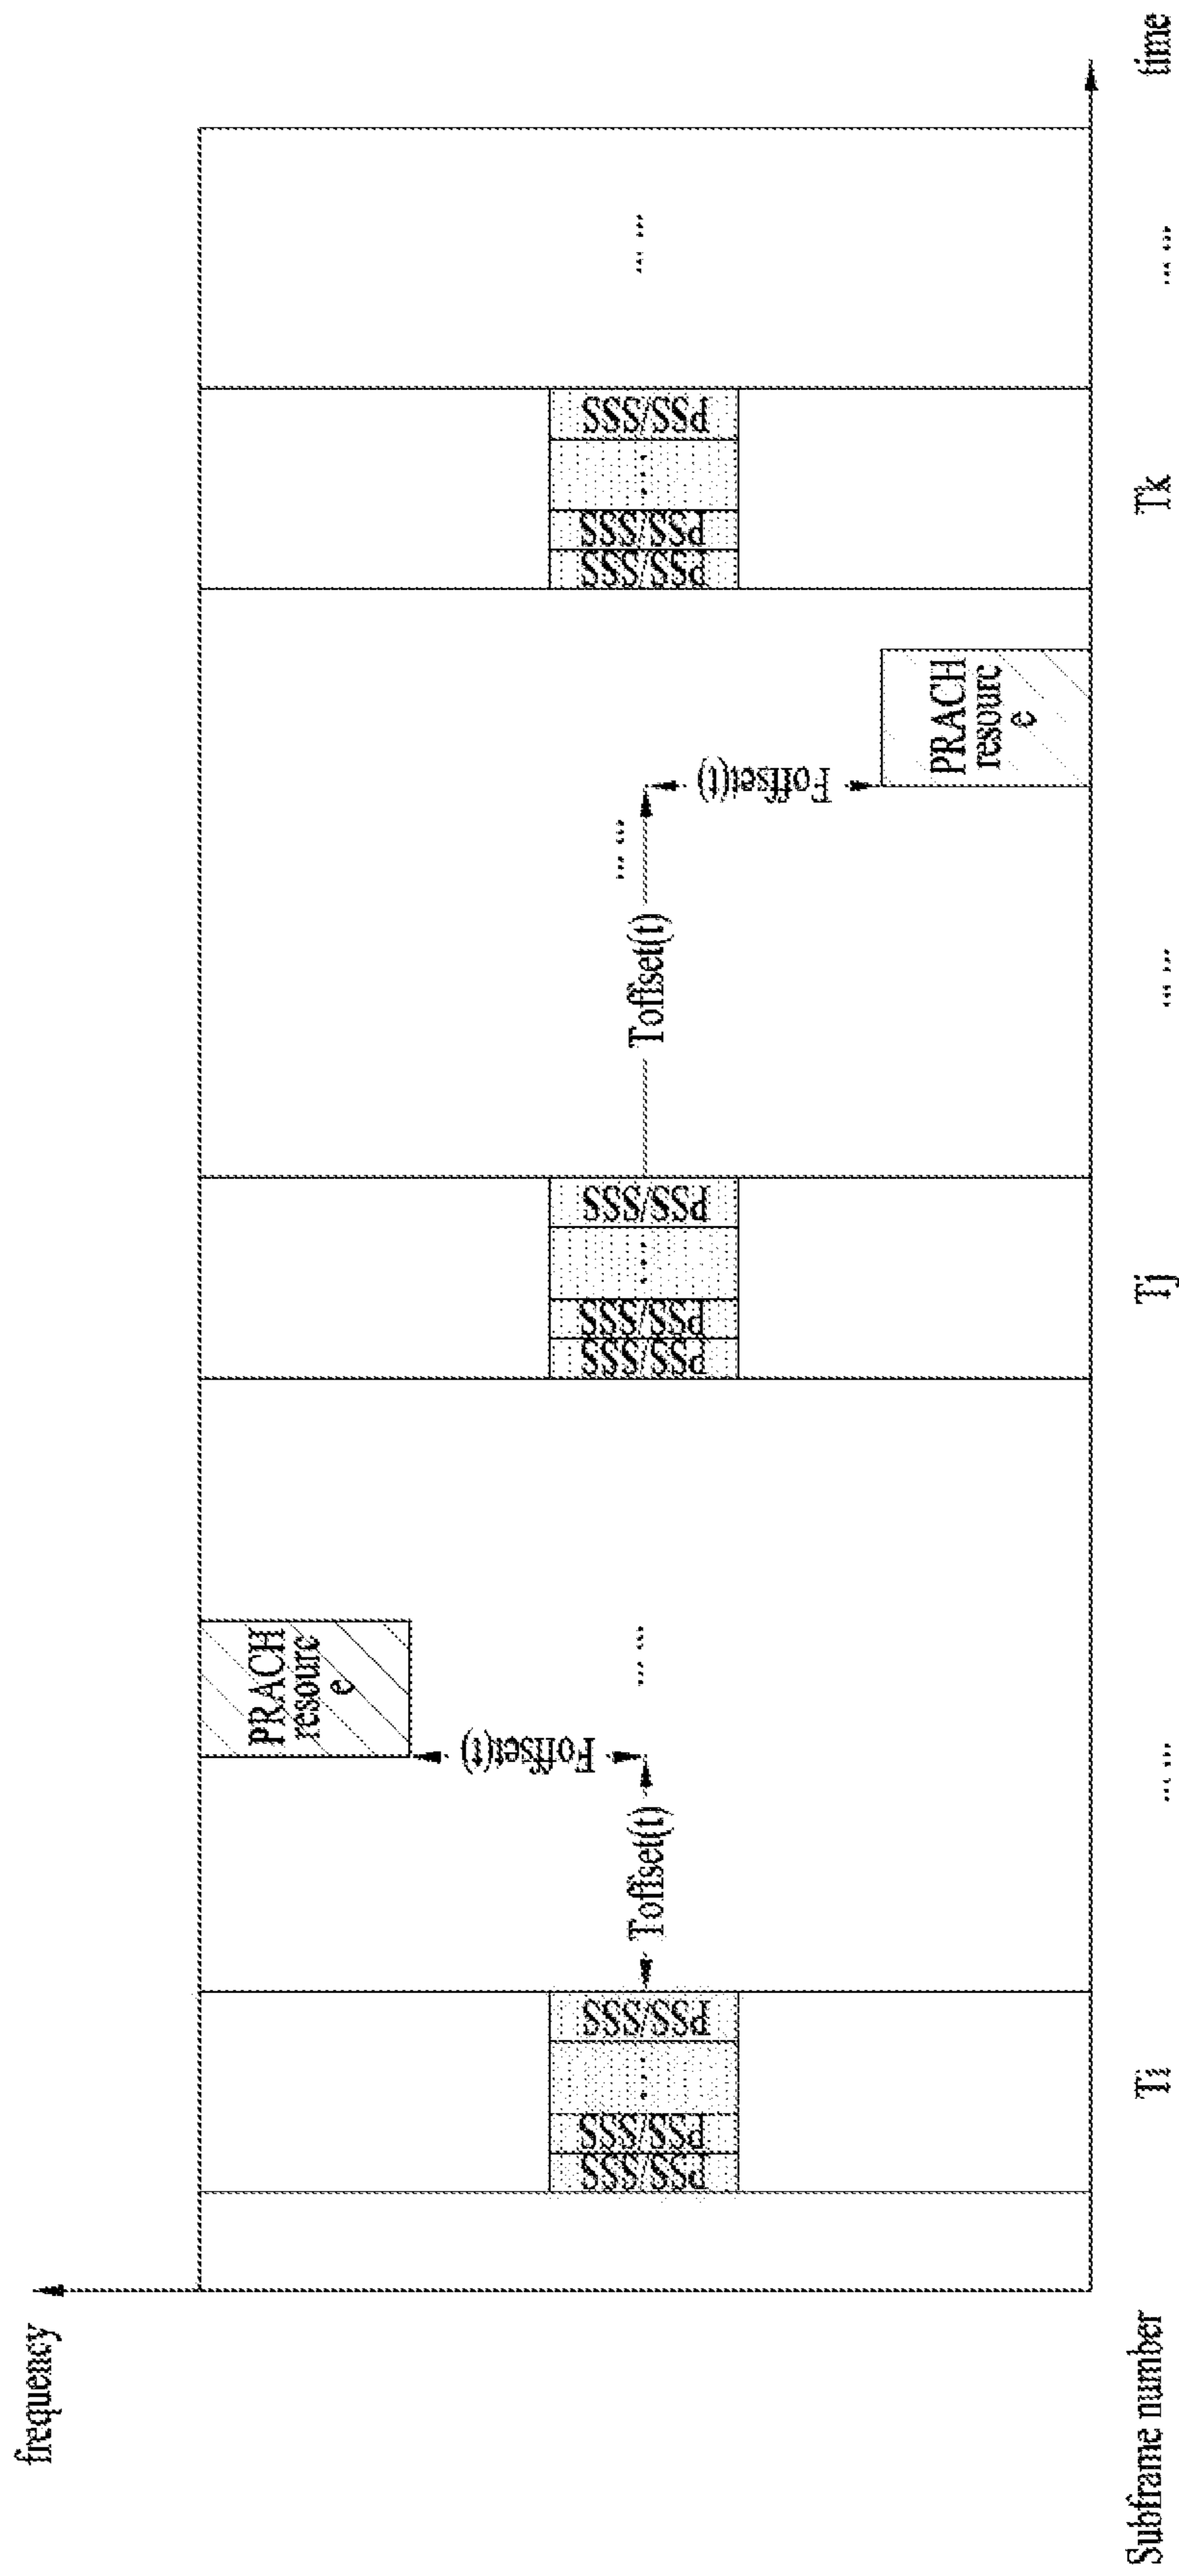 frequency
PRACH
resourc
e
Foffset(t)
PSS/SSS
PSS/SSS
...
PSS/SSS
Toffset(t)
... ...
PSS/SSS
PSS/SSS
...
PSS/SSS
Toffset(t)
... ...
Foffset(t)
PRACH
resourc
e
PSS/SSS
PSS/SSS
...
PSS/SSS
... ...
Subframe number
Ti
... ...
Tj
... ...
Tk
... ...
time